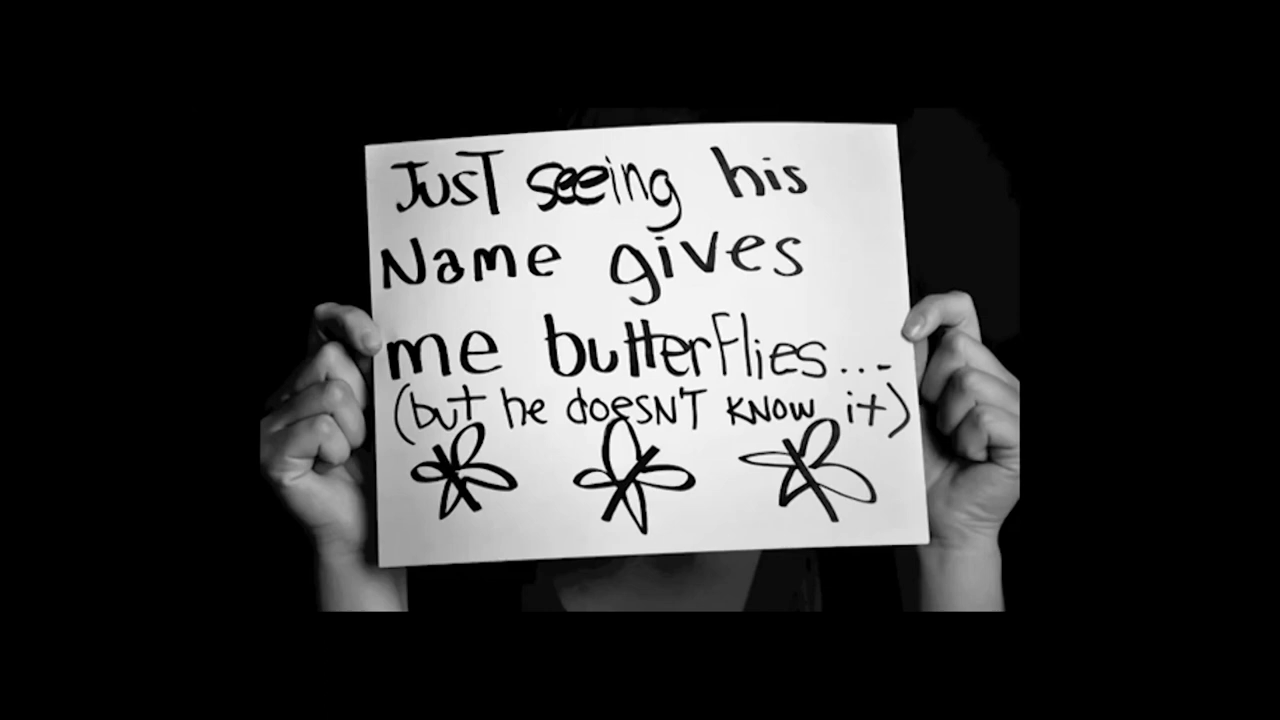 Just seeing his
Name gives
me butterflies...
(but he doesn't know it)